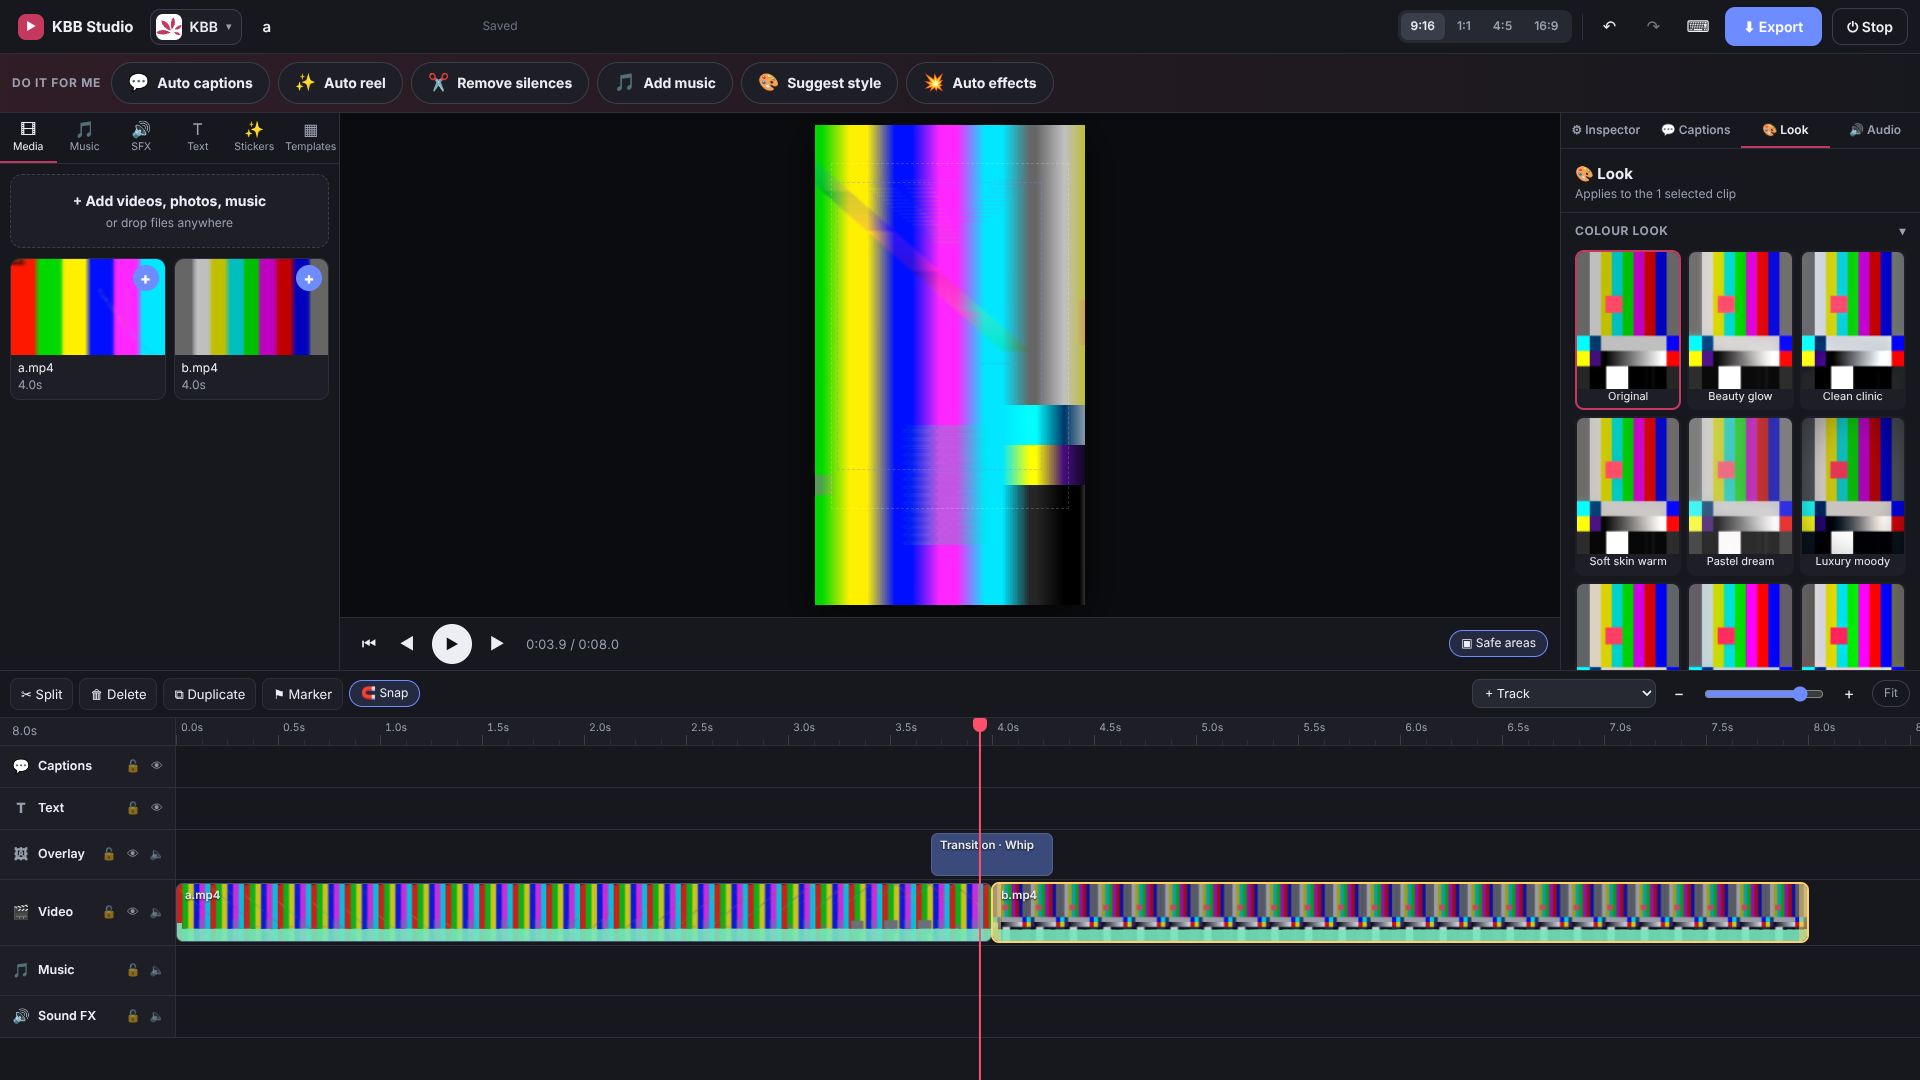 KBB Studio
KBB
a
Saved
9:16
1:1
4:5
16:9
Export
Stop
DO IT FOR ME
Auto captions
Auto reel
Remove silences
Add music
Suggest style
Auto effects
Media
Music
SFX
Text
Stickers
Templates
+ Add videos, photos, music
or drop files anywhere
a.mp4
4.0s
b.mp4
4.0s
0:03.9 / 0:08.0
Safe areas
Inspector
Captions
Look
Audio
Look
Applies to the 1 selected clip
COLOUR LOOK
Original
Beauty glow
Clean clinic
Soft skin warm
Pastel dream
Luxury moody
Split
Delete
Duplicate
Marker
Snap
+ Track
−
+
Fit
8.0s
0.0s
0.5s
1.0s
1.5s
2.0s
2.5s
3.0s
3.5s
4.0s
4.5s
5.0s
5.5s
6.0s
6.5s
7.0s
7.5s
8.0s
Captions
T Text
Overlay
Transition · Whip
Video
a.mp4
b.mp4
Music
Sound FX